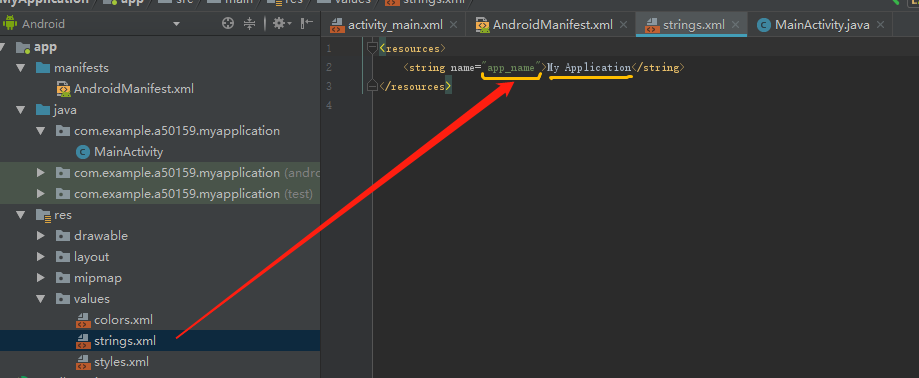 MyApplication app src main res values strings.xml
Android
activity_main.xml AndroidManifest.xml strings.xml MainActivity.java
app
manifests
AndroidManifest.xml
java
com.example.a50159.myapplication
MainActivity
com.example.a50159.myapplication (andro
com.example.a50159.myapplication (test)
res
drawable
layout
mipmap
values
colors.xml
strings.xml
styles.xml
1 <resources>
2 <string name="app_name">My Application</string>
3 </resources>
4